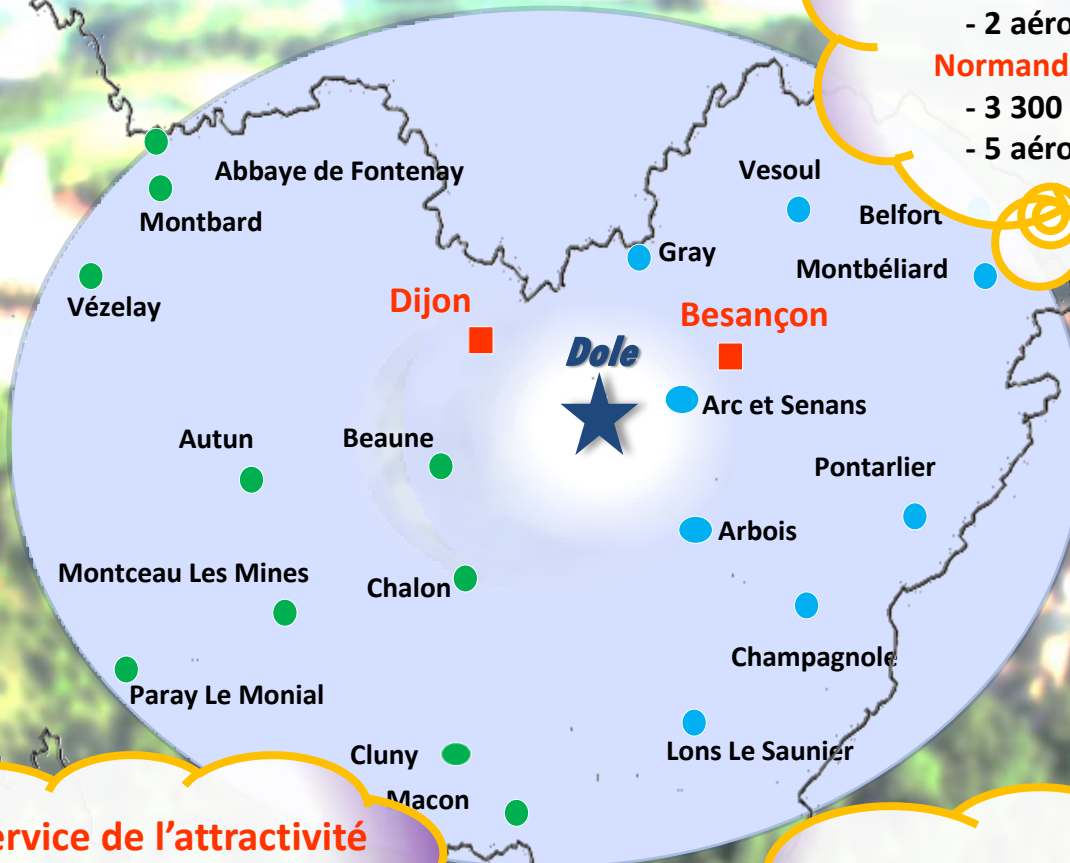 - 2 aéro
Normand
- 3 300
- 5 aéro
Abbaye de Fontenay
Vesoul
Montbard
Belfort
Gray
Montbéliard
Vézelay
Dijon
Besançon
Dole
Arc et Senans
Autun
Beaune
Pontarlier
Arbois
Montceau Les Mines
Chalon
Champagnole
Paray Le Monial
Lons Le Saunier
Cluny
Macon
ervice de l’attractivité